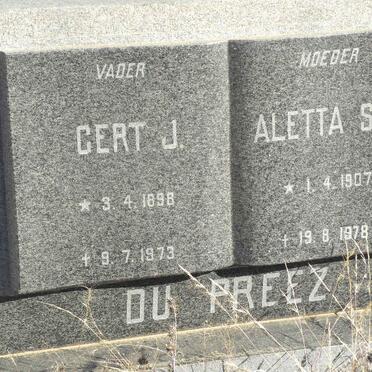 VADER
GERT J.
★ 3. 4. 1898
† 9. 7. 1973
MOEDER
ALETTA S
★ 1. 4. 1907
† 19. 8. 1978
DU PREEZ